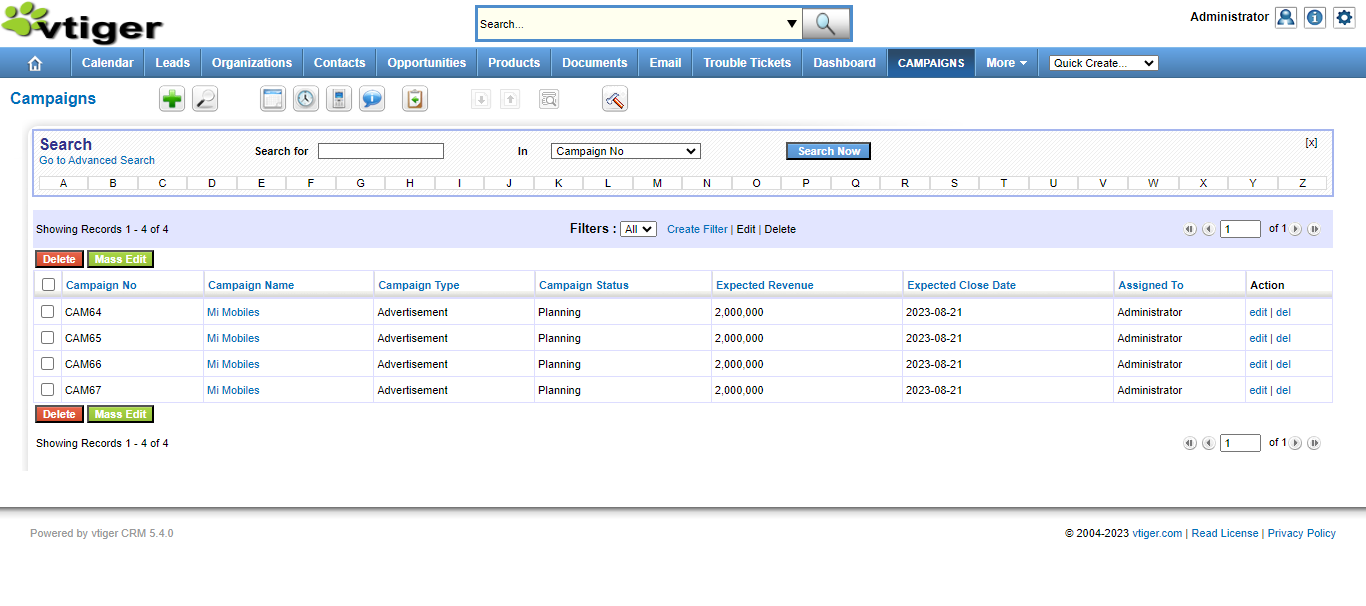 vtiger
Search...
Administrator
Calendar Leads Organizations Contacts Opportunities Products Documents Email Trouble Tickets Dashboard CAMPAIGNS More Quick Create...
Campaigns
Search
Go to Advanced Search
Search for In Campaign No Search Now [x]
A B C D E F G H I J K L M N O P Q R S T U V W X Y Z
Showing Records 1 - 4 of 4 Filters : All Create Filter | Edit | Delete 1 of 1
Delete Mass Edit
Campaign No Campaign Name Campaign Type Campaign Status Expected Revenue Expected Close Date Assigned To Action
CAM64 Mi Mobiles Advertisement Planning 2,000,000 2023-08-21 Administrator edit | del
CAM65 Mi Mobiles Advertisement Planning 2,000,000 2023-08-21 Administrator edit | del
CAM66 Mi Mobiles Advertisement Planning 2,000,000 2023-08-21 Administrator edit | del
CAM67 Mi Mobiles Advertisement Planning 2,000,000 2023-08-21 Administrator edit | del
Delete Mass Edit
Showing Records 1 - 4 of 4 1 of 1
Powered by vtiger CRM 5.4.0 © 2004-2023 vtiger.com | Read License | Privacy Policy